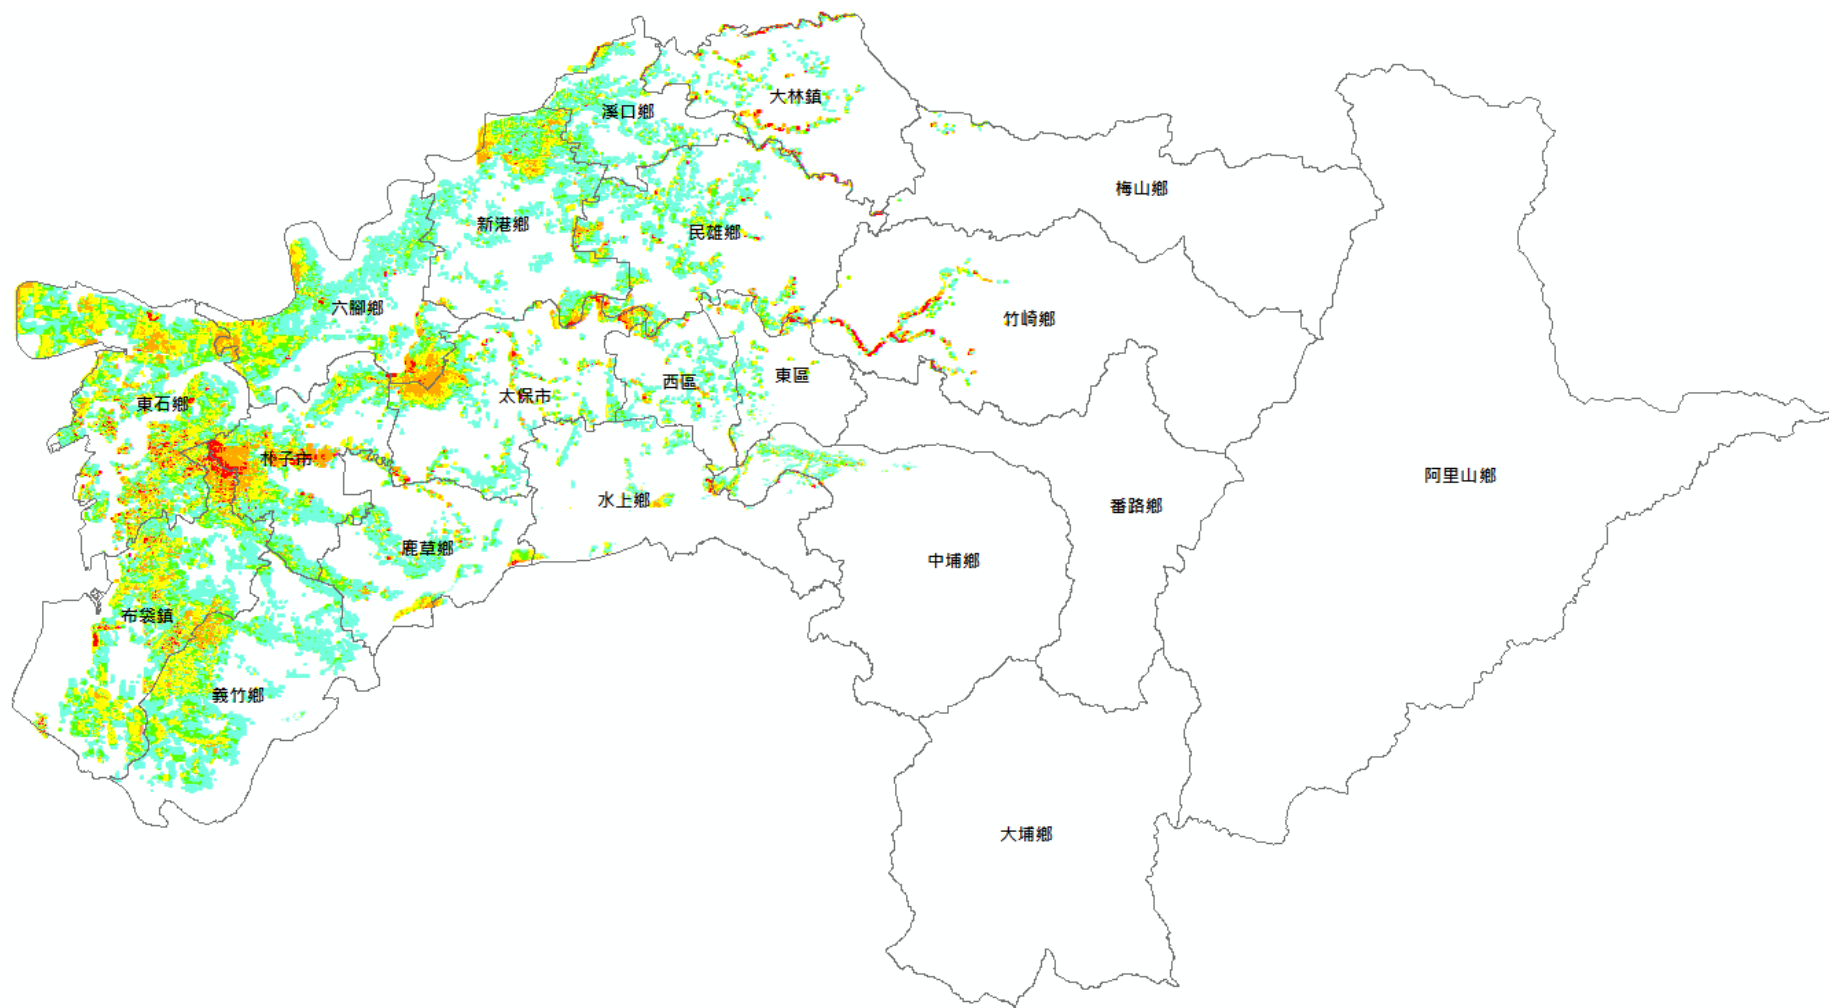 大林鎮
溪口鄉
梅山鄉
新港鄉
民雄鄉
六腳鄉
竹崎鄉
東石鄉
太保市
西區
東區
朴子市
水上鄉
阿里山鄉
番路鄉
鹿草鄉
中埔鄉
布袋鎮
義竹鄉
大埔鄉